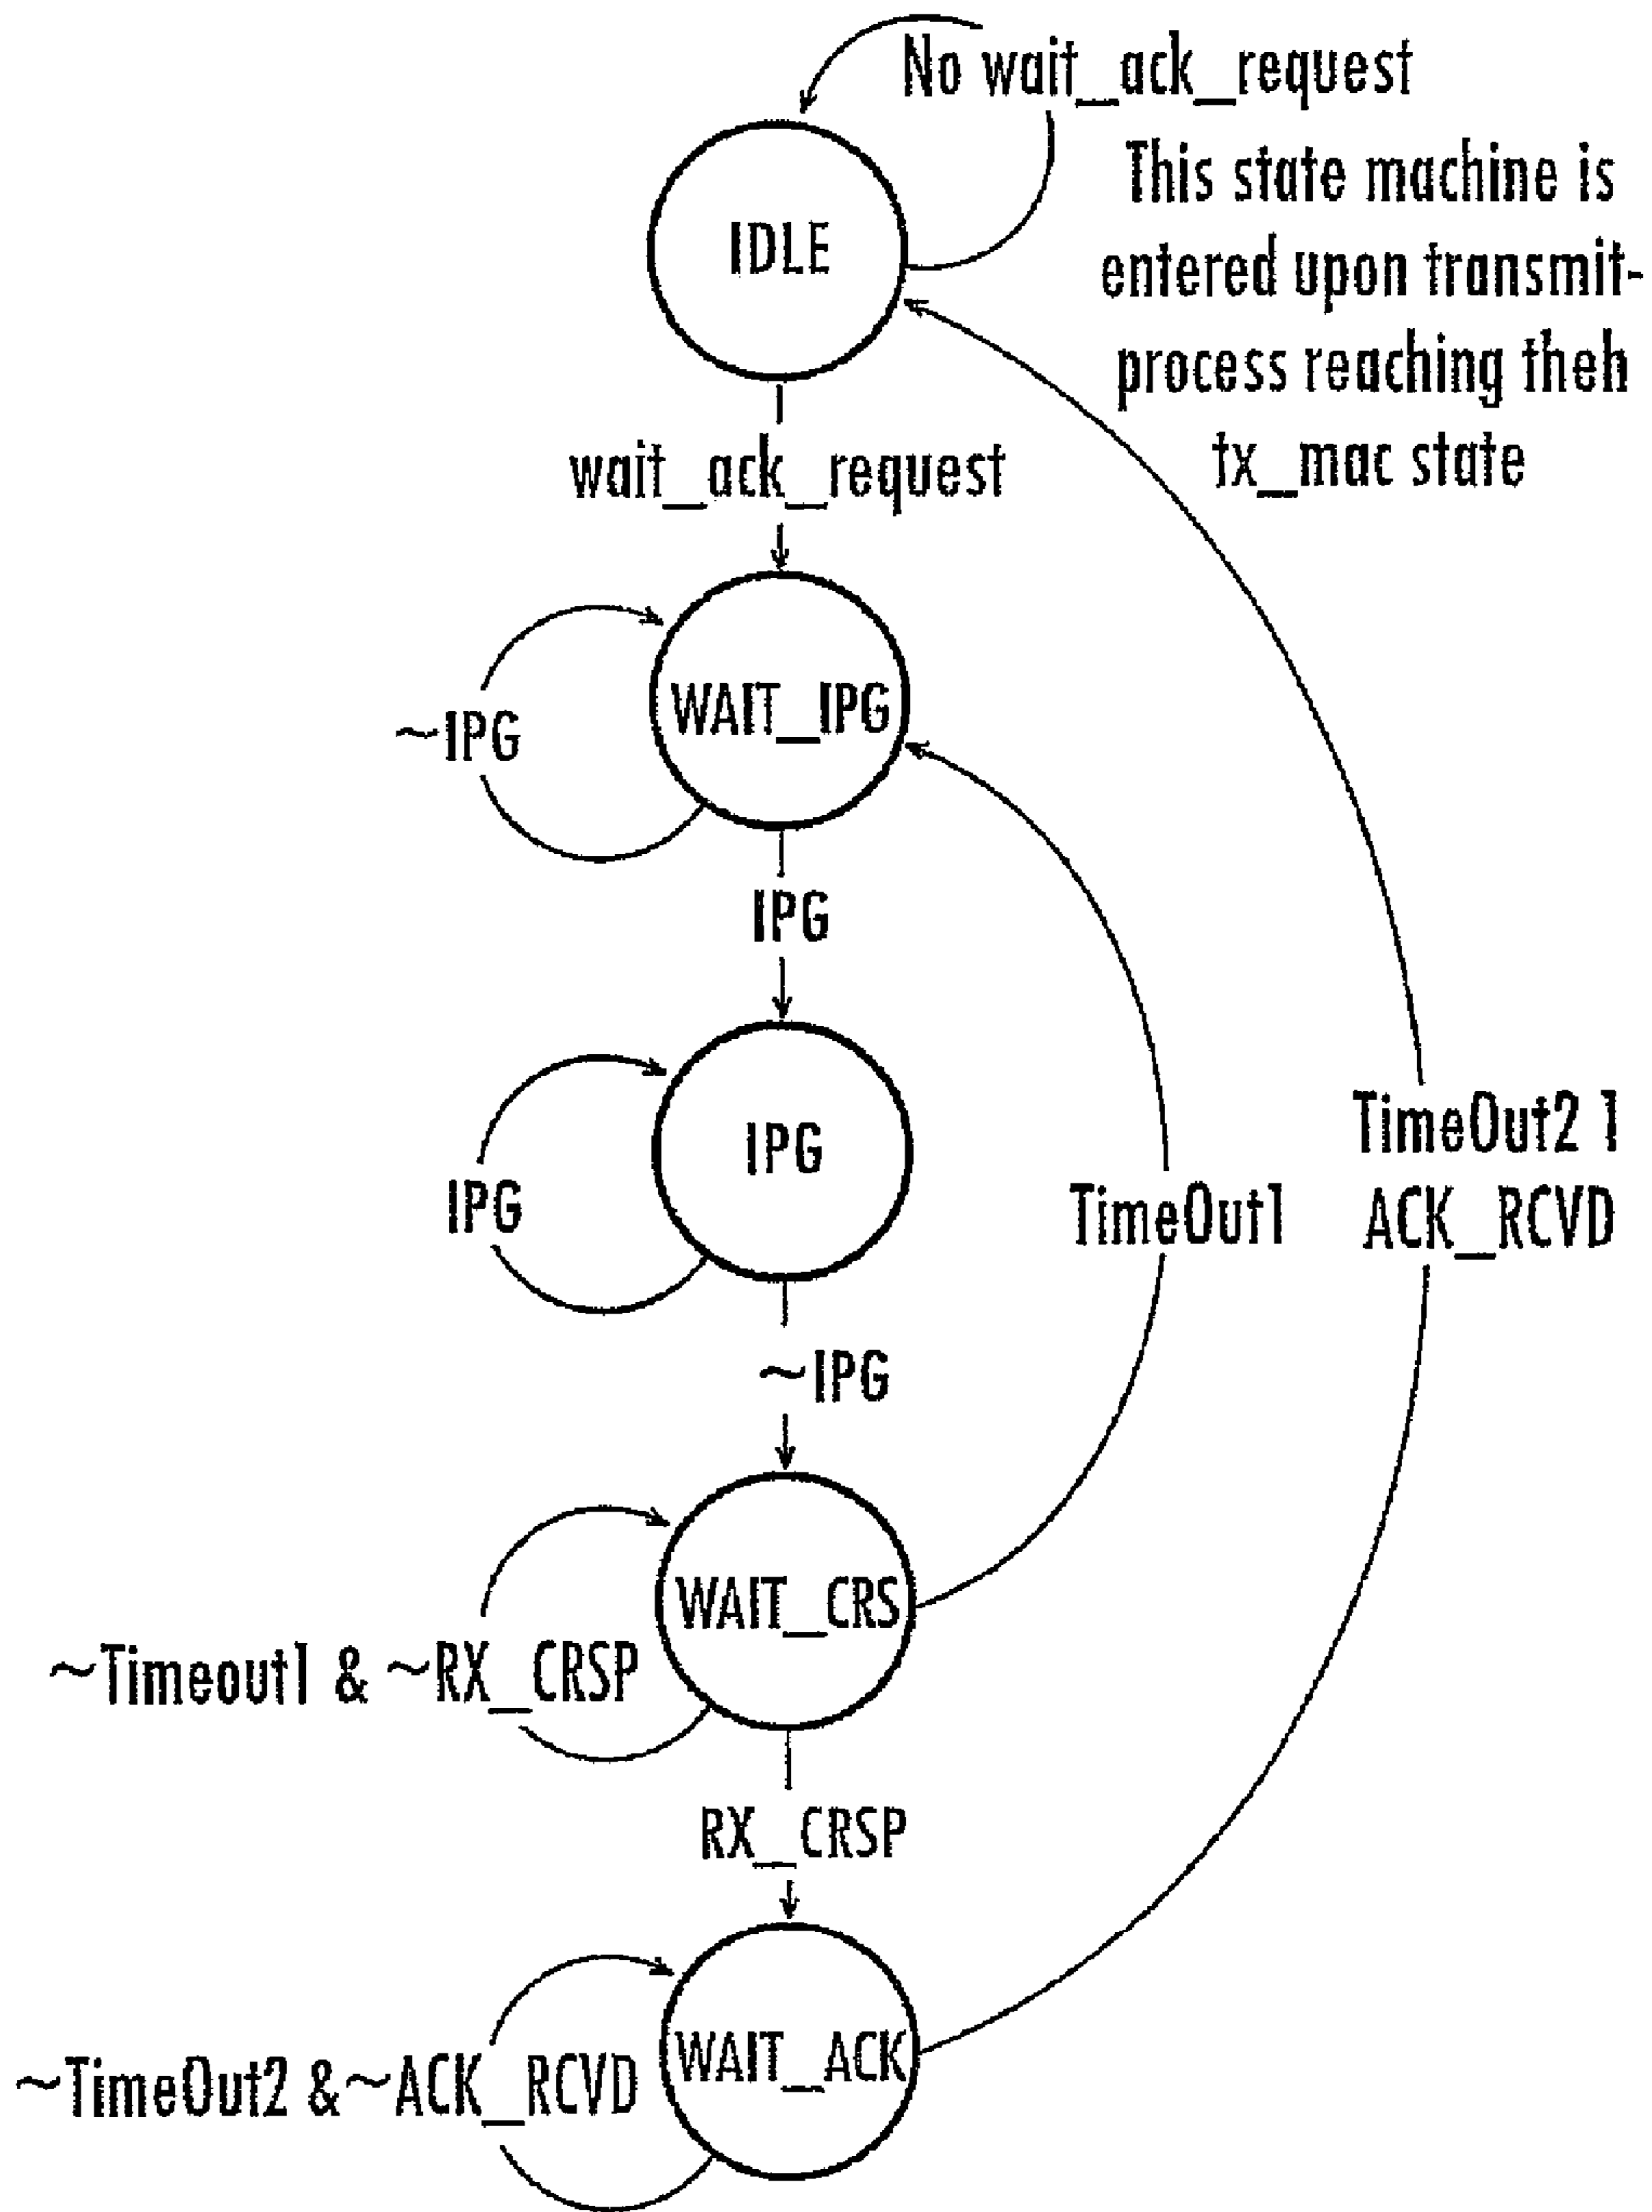 No wait_ack_request
This state machine is
entered upon transmit-
process reaching theh
tx_mac state
IDLE
wait_ack_request
WAIT_IPG
~IPG
IPG
IPG
IPG
TimeOut1
TimeOut2 1
ACK_RCVD
~IPG
WAIT_CRS
~Timeout1 & ~RX_CRSP
RX_CRSP
WAIT_ACK
~TimeOut2 &~ACK_RCVD